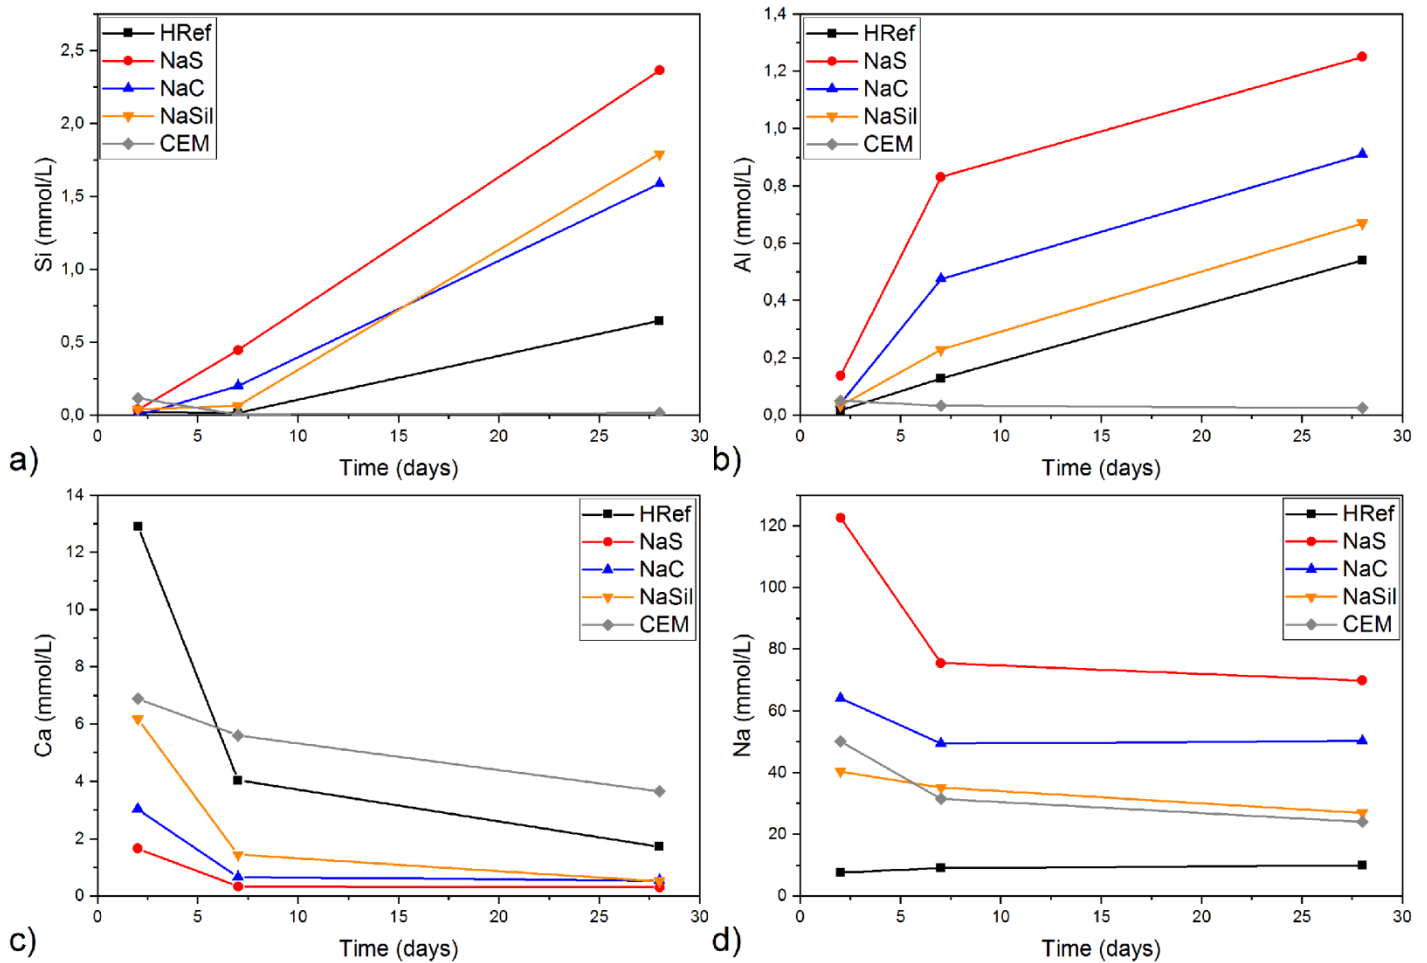 HRef
NaS
NaC
NaSil
CEM
2,5
2,0
1,5
1,0
0,5
0,0
Si (mmol/L)
0 5 10 15 20 25 30
Time (days)
a)
HRef
NaS
NaC
NaSil
CEM
1,4
1,2
1,0
0,8
0,6
0,4
0,2
0,0
Al (mmol/L)
0 5 10 15 20 25 30
Time (days)
b)
HRef
NaS
NaC
NaSil
CEM
14
12
10
8
6
4
2
0
Ca (mmol/L)
0 5 10 15 20 25 30
Time (days)
c)
HRef
NaS
NaC
NaSil
CEM
120
100
80
60
40
20
0
Na (mmol/L)
0 5 10 15 20 25 30
Time (days)
d)